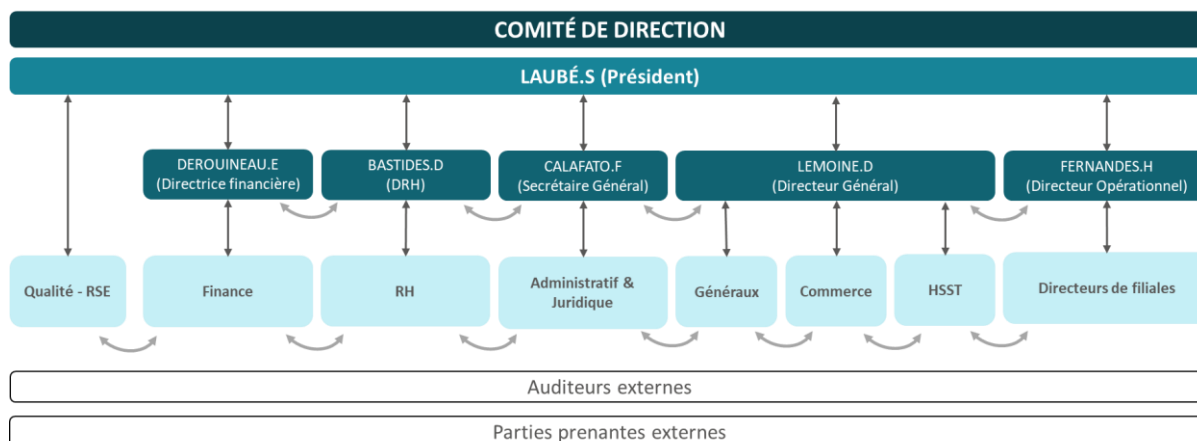 COMITÉ DE DIRECTION
LAUBÉ.S (Président)
DEROUINEAU.E
(Directrice financière)
BASTIDES.D
(DRH)
CALAFATO.F
(Secrétaire Général)
LEMOINE.D
(Directeur Général)
FERNANDES.H
(Directeur Opérationnel)
Qualité - RSE
Finance
RH
Administratif &
Juridique
Généraux
Commerce
HSST
Directeurs de filiales
Auditeurs externes
Parties prenantes externes